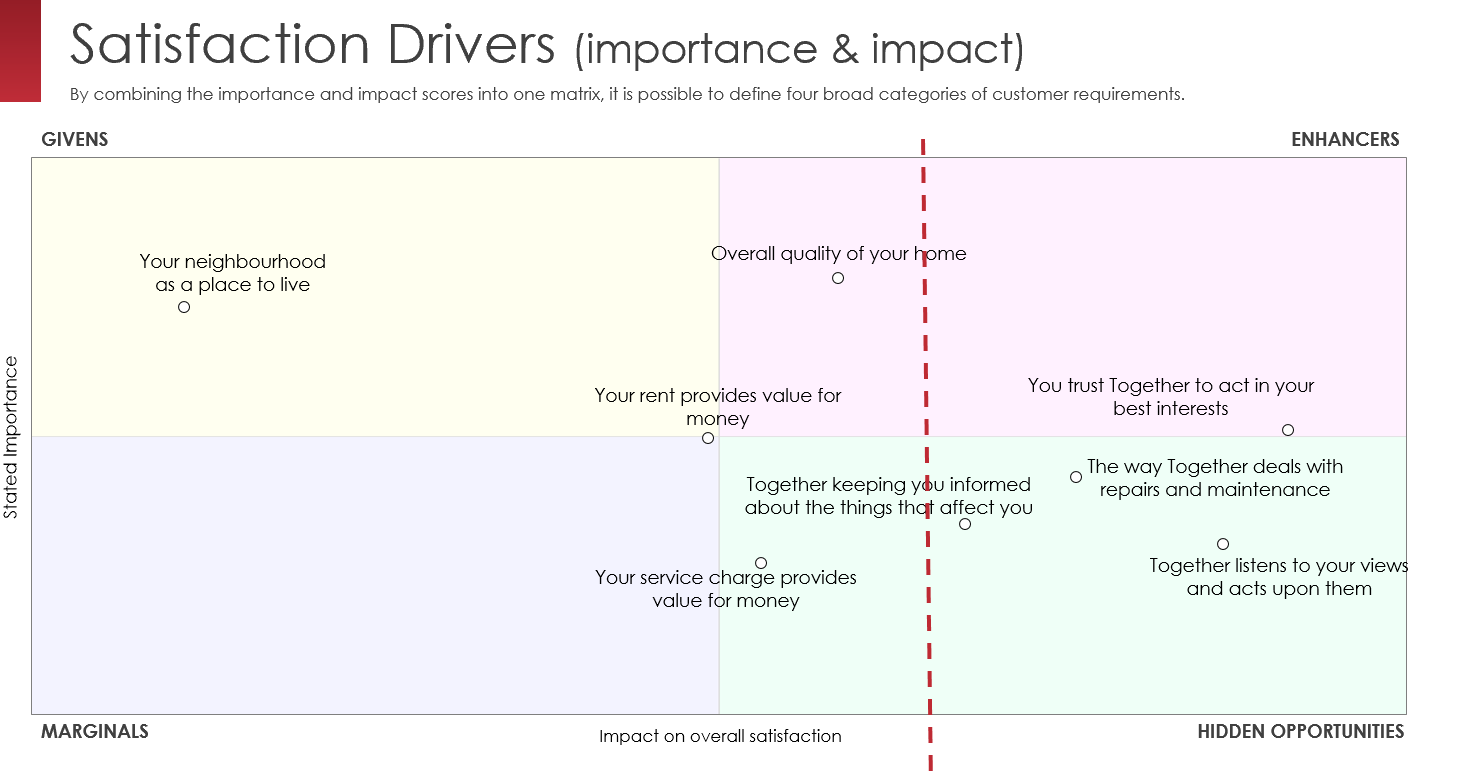 Satisfaction Drivers (importance & impact)
By combining the importance and impact scores into one matrix, it is possible to define four broad categories of customer requirements.
GIVENS
ENHANCERS
Overall quality of your home
Your neighbourhood
as a place to live
You trust Together to act in your
best interests
Your rent provides value for
money
Stated Importance
The way Together deals with
repairs and maintenance
Together keeping you informed
about the things that affect you
Together listens to your views
and acts upon them
Your service charge provides
value for money
MARGINALS
Impact on overall satisfaction
HIDDEN OPPORTUNITIES